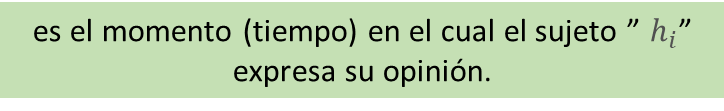 es el momento (tiempo) en el cual el sujeto ” hᵢ”
expresa su opinión.